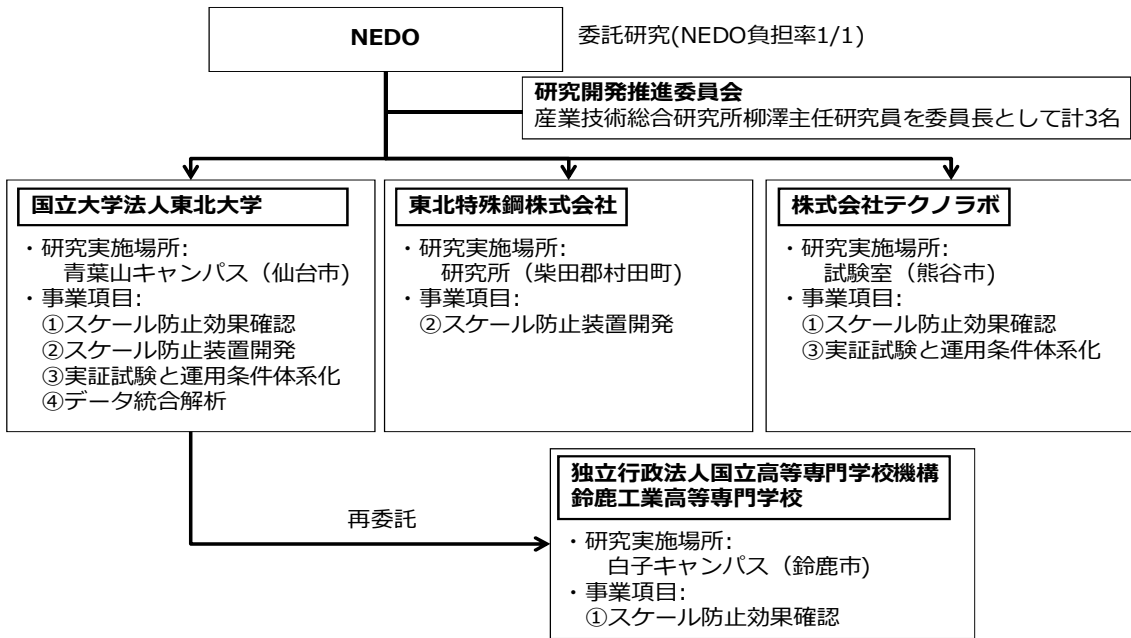 NEDO
委託研究(NEDO負担率1/1)
研究開発推進委員会
産業技術総合研究所柳澤主任研究員を委員長として計3名
国立大学法人東北大学
・研究実施場所:
青葉山キャンパス（仙台市)
・事業項目:
①スケール防止効果確認
②スケール防止装置開発
③実証試験と運用条件体系化
④データ統合解析
東北特殊鋼株式会社
・研究実施場所:
研究所（柴田郡村田町)
・事業項目:
②スケール防止装置開発
株式会社テクノラボ
・研究実施場所:
試験室（熊谷市)
・事業項目:
①スケール防止効果確認
③実証試験と運用条件体系化
再委託
独立行政法人国立高等専門学校機構
鈴鹿工業高等専門学校
・研究実施場所:
白子キャンパス（鈴鹿市)
・事業項目:
①スケール防止効果確認